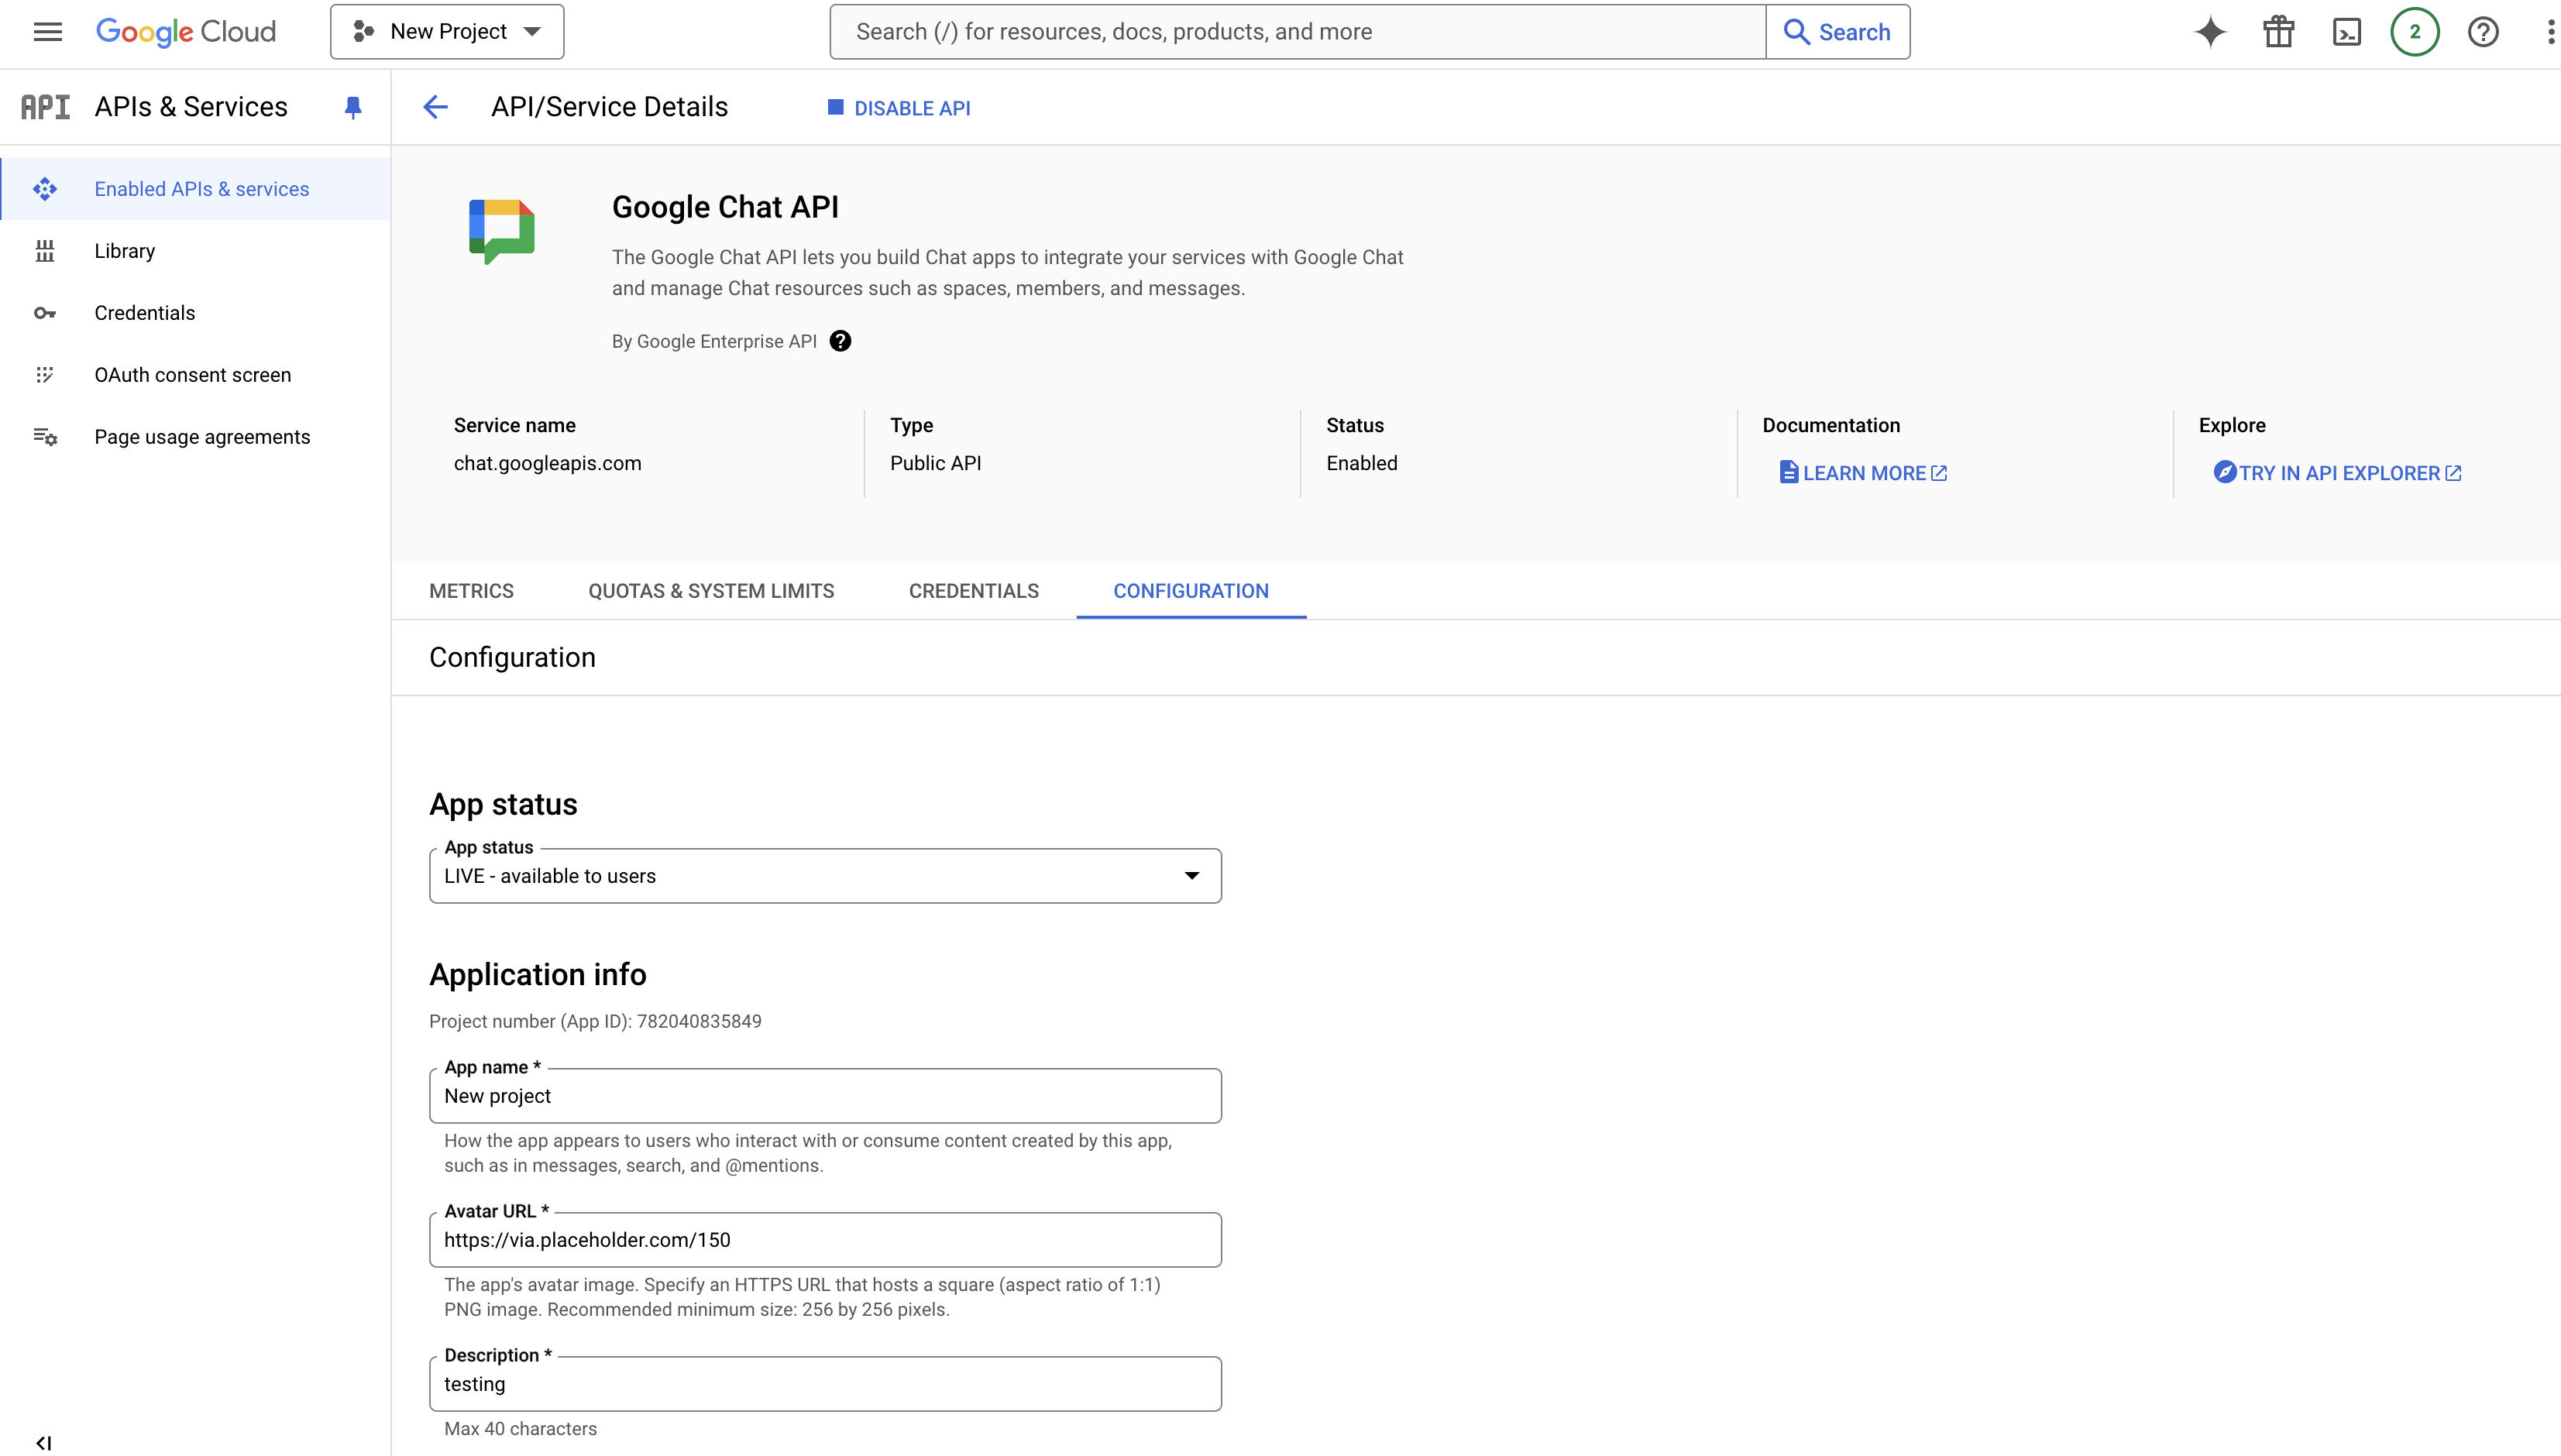 Google Cloud
New Project
Search (/) for resources, docs, products, and more
Search
2
API APIs & Services
API/Service Details
DISABLE API
Enabled APIs & services
Library
Credentials
OAuth consent screen
Page usage agreements
Google Chat API
The Google Chat API lets you build Chat apps to integrate your services with Google Chat
and manage Chat resources such as spaces, members, and messages.
By Google Enterprise API
Service name
chat.googleapis.com
Type
Public API
Status
Enabled
Documentation
LEARN MORE
Explore
TRY IN API EXPLORER
METRICS
QUOTAS & SYSTEM LIMITS
CREDENTIALS
CONFIGURATION
Configuration
App status
App status
LIVE - available to users
Application info
Project number (App ID): 782040835849
App name *
New project
How the app appears to users who interact with or consume content created by this app,
such as in messages, search, and @mentions.
Avatar URL *
https://via.placeholder.com/150
The app's avatar image. Specify an HTTPS URL that hosts a square (aspect ratio of 1:1)
PNG image. Recommended minimum size: 256 by 256 pixels.
Description *
testing
Max 40 characters